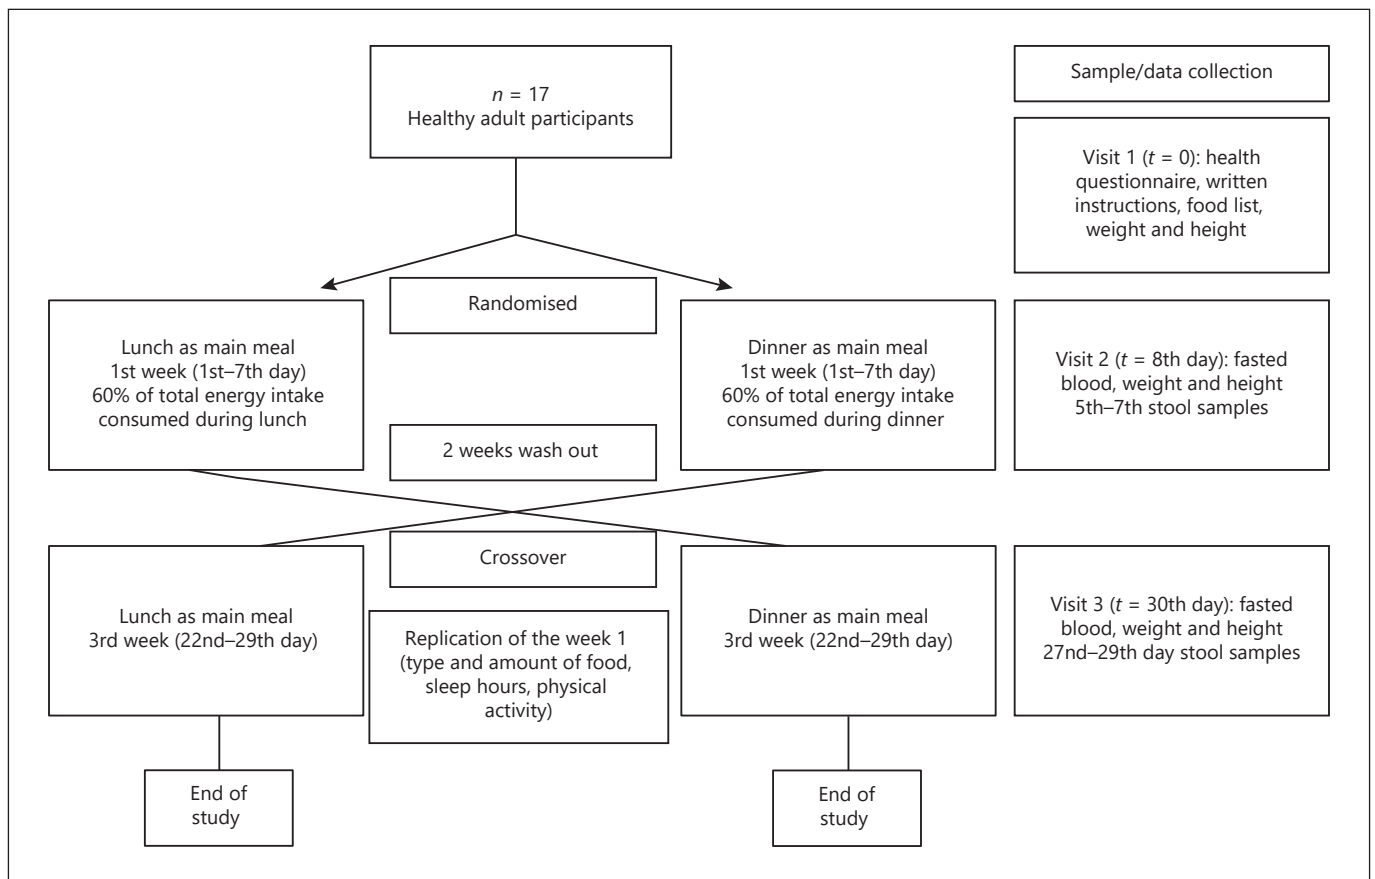 n = 17
Healthy adult participants
Sample/data collection
Visit 1 (t = 0): health
questionnaire, written
instructions, food list,
weight and height
Randomised
Lunch as main meal
1st week (1st–7th day)
60% of total energy intake
consumed during lunch
Dinner as main meal
1st week (1st–7th day)
60% of total energy intake
consumed during dinner
Visit 2 (t = 8th day): fasted
blood, weight and height
5th–7th stool samples
2 weeks wash out
Crossover
Lunch as main meal
3rd week (22nd–29th day)
Replication of the week 1
(type and amount of food,
sleep hours, physical
activity)
Dinner as main meal
3rd week (22nd–29th day)
Visit 3 (t = 30th day): fasted
blood, weight and height
27nd–29th day stool samples
End of
study
End of
study